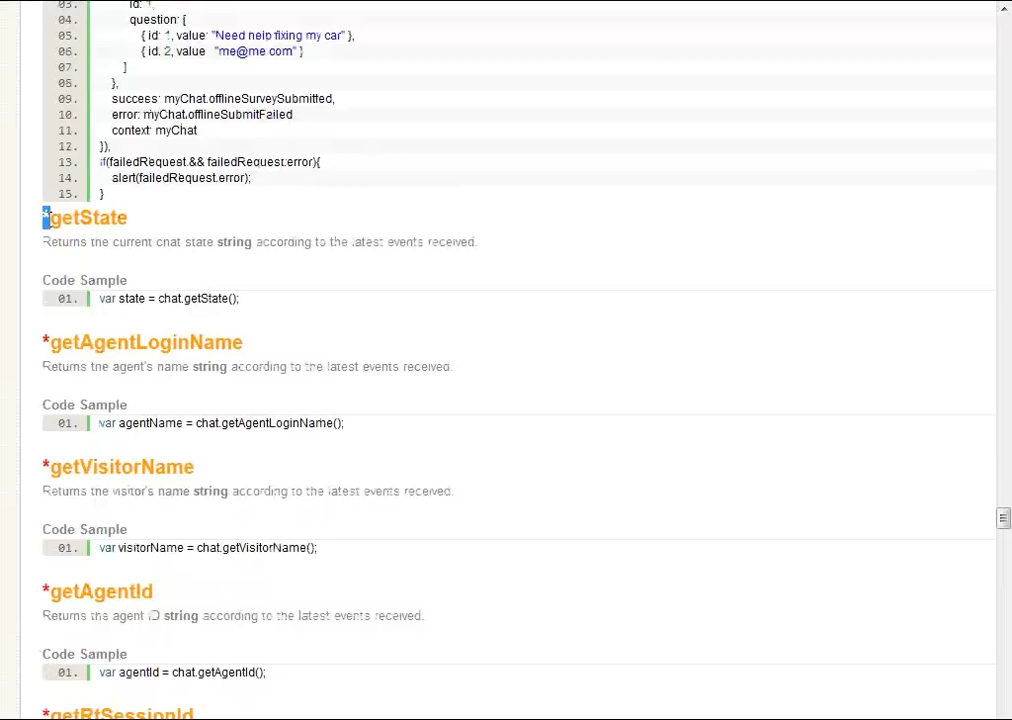 03. id: 1,
04. question: [
05. { id: 1, value: "Need help fixing my car" },
06. { id: 2, value "me@me.com" }
07. ]
08. },
09. success: myChat.offlineSurveySubmitted,
10. error: myChat.offlineSubmitFailed
11. context: myChat
12. });
13. if(failedRequest && failedRequest.error){
14. alert(failedRequest.error);
15. }
*getState
Returns the current chat state string according to the latest events received.
Code Sample
01. var state = chat.getState();
*getAgentLoginName
Returns the agent's name string according to the latest events received.
Code Sample
01. var agentName = chat.getAgentLoginName();
*getVisitorName
Returns the visitor's name string according to the latest events received.
Code Sample
01. var visitorName = chat.getVisitorName();
*getAgentId
Returns the agent ID string according to the latest events received.
Code Sample
01. var agentId = chat.getAgentId();
*getRtSessionId